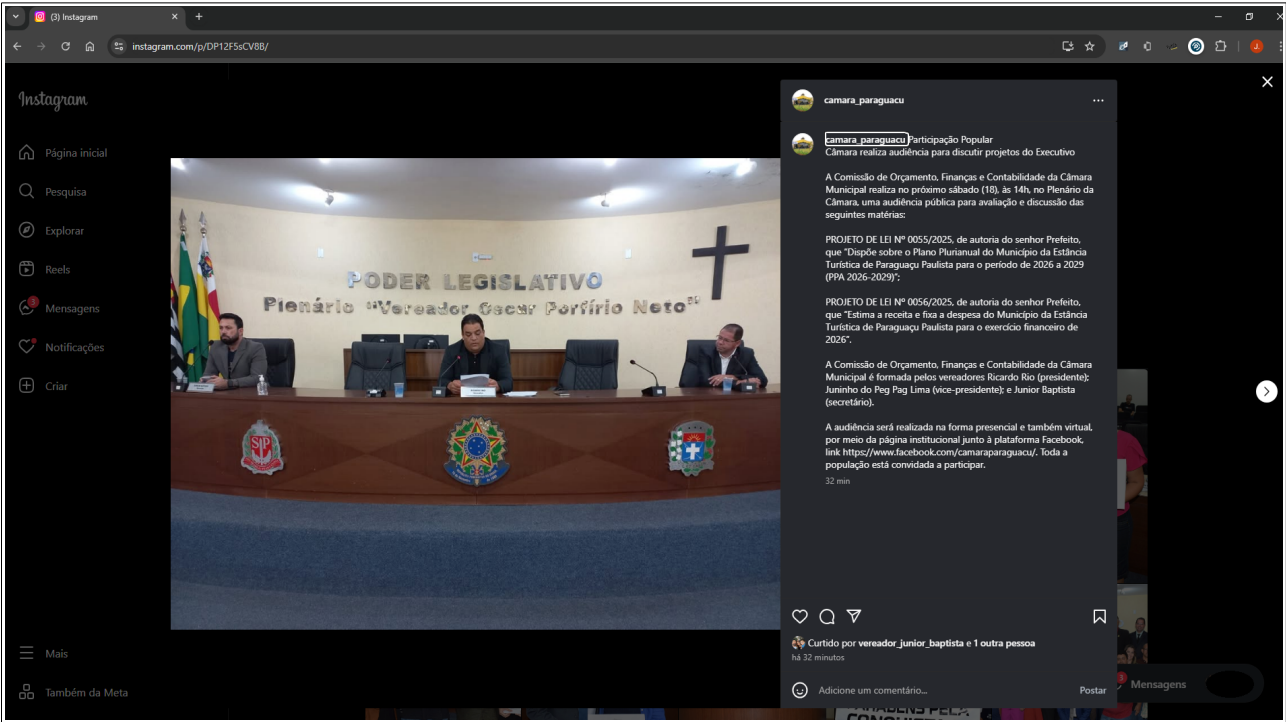 (3) Instagram
instagram.com/p/DP12F5sCV8B/
J.
Instagram
Página inicial
Pesquisa
Explorar
Reels
3
Mensagens
Notificações
Criar
Mais
Também da Meta
PODER LEGISLATIVO
Plenário "Vereador Oscar Porfírio Neto"
SP
camara_paraguacu
camara_paraguacu Participação Popular
Câmara realiza audiência para discutir projetos do Executivo
A Comissão de Orçamento, Finanças e Contabilidade da Câmara
Municipal realiza no próximo sábado (18), às 14h, no Plenário da
Câmara, uma audiência pública para avaliação e discussão das
seguintes matérias:
PROJETO DE LEI Nº 0055/2025, de autoria do senhor Prefeito,
que "Dispõe sobre o Plano Plurianual do Município da Estância
Turística de Paraguaçu Paulista para o período de 2026 a 2029
(PPA 2026-2029)";
PROJETO DE LEI Nº 0056/2025, de autoria do senhor Prefeito,
que "Estima a receita e fixa a despesa do Município da Estância
Turística de Paraguaçu Paulista para o exercício financeiro de
2026".
A Comissão de Orçamento, Finanças e Contabilidade da Câmara
Municipal é formada pelos vereadores Ricardo Rio (presidente);
Juninho do Peg Pag Lima (vice-presidente); e Junior Baptista
(secretário).
A audiência será realizada na forma presencial e também virtual,
por meio da página institucional junto à plataforma Facebook,
link https://www.facebook.com/camaraparaguacu/. Toda a
população está convidada a participar.
32 min
Curtido por vereador_junior_baptista e 1 outra pessoa
há 32 minutos
Adicione um comentário...
Postar
3
Mensagens